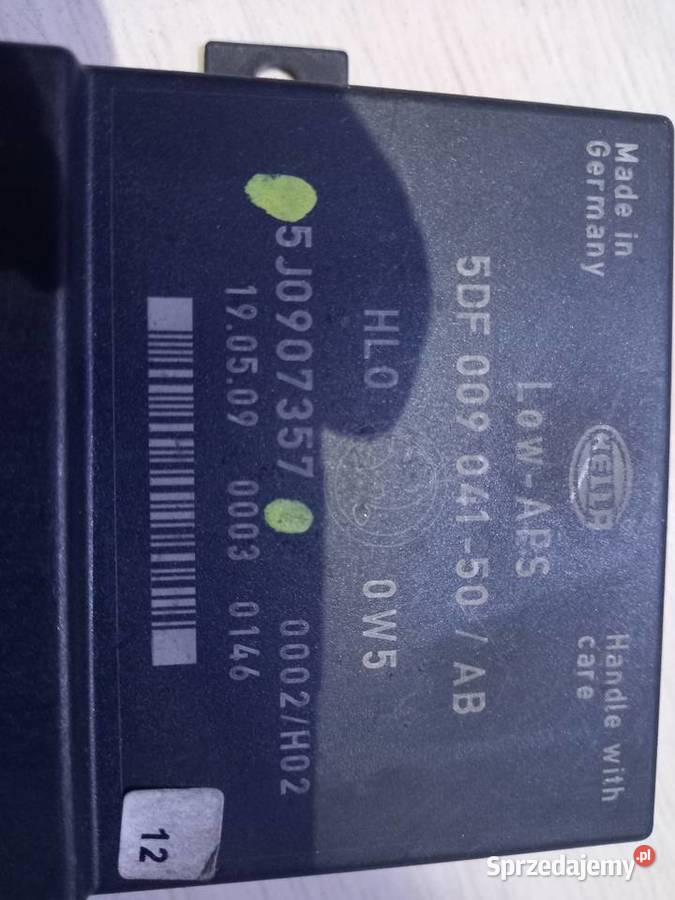 Made in
Germany
HELLA
Handle with
care
Low-ABS
5DF 009 041-50 / AB
HLO
0W5
5J0907357
0002/H02
19.05.09 0003 0146
12
Sprzedajemy.pl